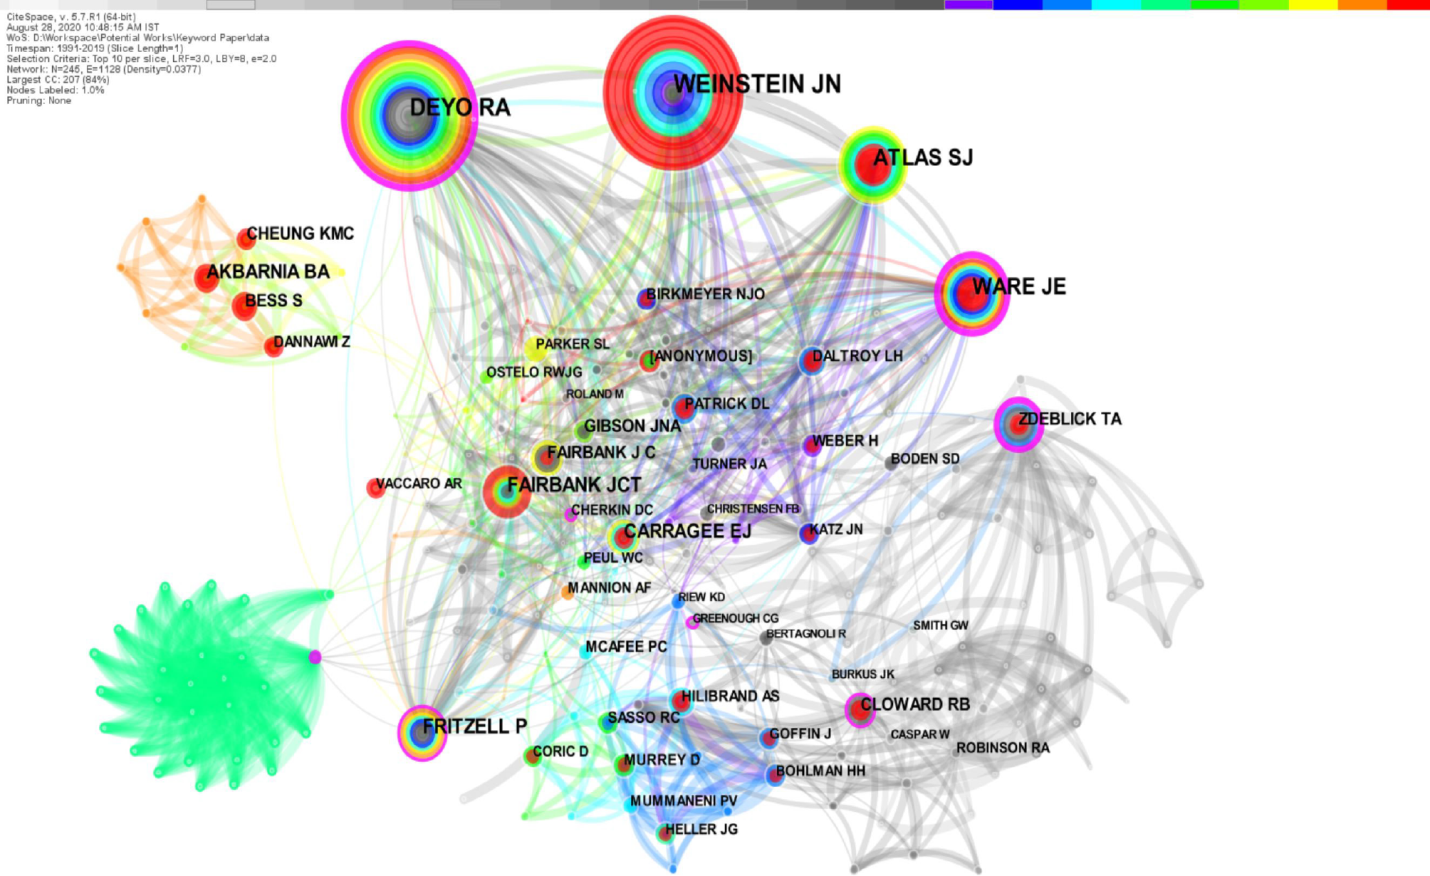 CiteSpace, v. 5.7.R1 (64-bit)
August 28, 2020 10:48:15 AM IST
WoS: D:\Workspace\Potential Works\Keyword Paper\data
Timespan: 1991-2019 (Slice Length=1)
Selection Criteria: Top 10 per slice, LRF=3.0, LBY=8, e=2.0
Network: N=245, E=1128 (Density=0.0377)
Largest CC: 207 (84%)
Nodes Labeled: 1.0%
Pruning: None
WEINSTEIN JN
DEYO RA
ATLAS SJ
CHEUNG KMC
AKBARNIA BA
WARE JE
BIRKMEYER NJO
BESS S
DANNAWI Z
PARKER SL
[ANONYMOUS]
DALTROY LH
OSTELO RWJG
ROLAND M
PATRICK DL
ZDEBLICK TA
GIBSON JNA
WEBER H
FAIRBANK J C
BODEN SD
TURNER JA
VACCARO AR
FAIRBANK JCT
CHERKIN DC
CHRISTENSEN FB
CARRAGEE EJ
KATZ JN
PEUL WC
MANNION AF
RIEW KD
GREENOUGH CG
SMITH GW
BERTAGNOLI R
MCAFEE PC
BURKUS JK
HILIBRAND AS
CLOWARD RB
SASSO RC
FRITZELL P
GOFFIN J
CASPAR W
ROBINSON RA
CORIC D
MURREY D
BOHLMAN HH
MUMMANENI PV
HELLER JG